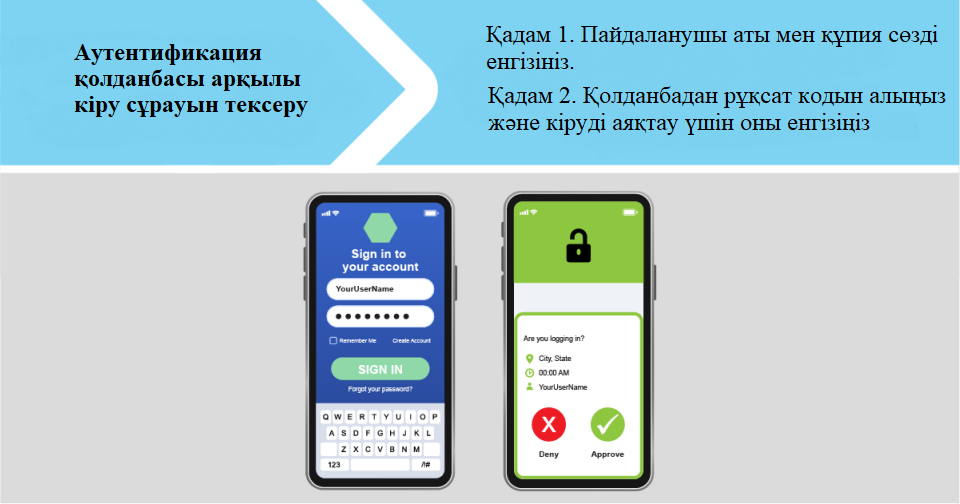 Аутентификация
қолданбасы арқылы
кіру сұрауын тексеру
Қадам 1. Пайдаланушы аты мен құпия сөзді
енгізініз.
Қадам 2. Қолданбадан рұқсат кодын алыңыз
және кіруді аяқтау үшін оны енгізіңіз
Sign in to
your account
YourUserName
Remember Me Create Account
SIGN IN
Forgot your password?
Q W E R T Y U I O P
A S D F G H J K L
Z X C V B N M
123 /!#
Are you logging in?
City, State
00:00 AM
YourUserName
X
Deny Approve